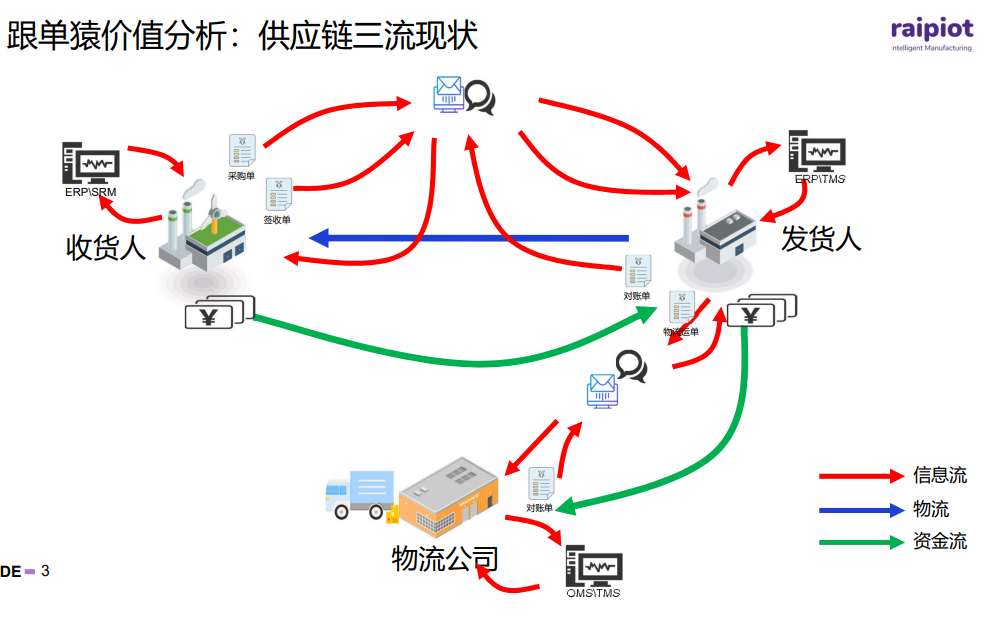 跟单猿价值分析：供应链三流现状
raipiot
ntelligent Manufacturing
采购单
ERP\SRM
签收单
ERP\TMS
收货人
发货人
对账单
¥
物流运单
¥
对账单
物流公司
OMS\TMS
信息流
物流
资金流
DE
3